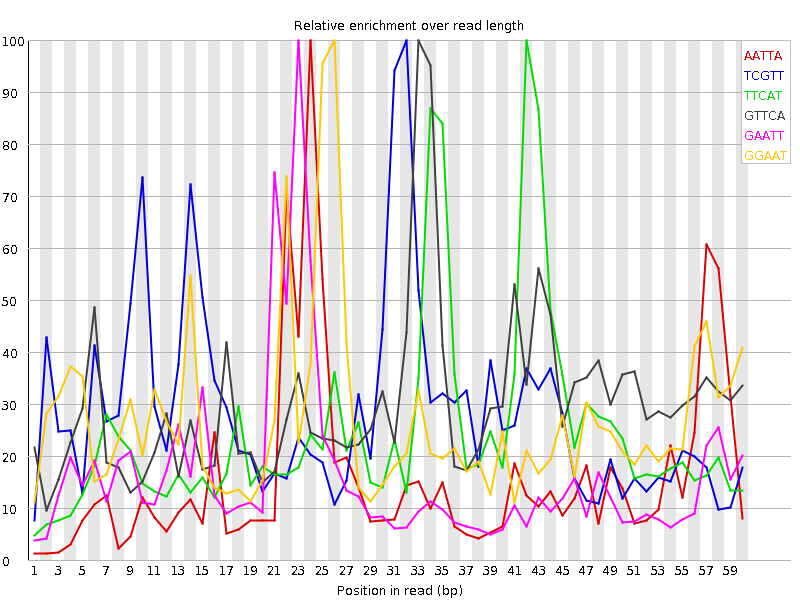 Relative enrichment over read length
100
90
80
70
60
50
40
30
20
10
0
AATTA
TCGTT
TTCAT
GTTCA
GAATT
GGAAT
1 3 5 7 9 11 13 15 17 19 21 23 25 27 29 31 33 35 37 39 41 43 45 47 49 51 53 55 57 59
Position in read (bp)